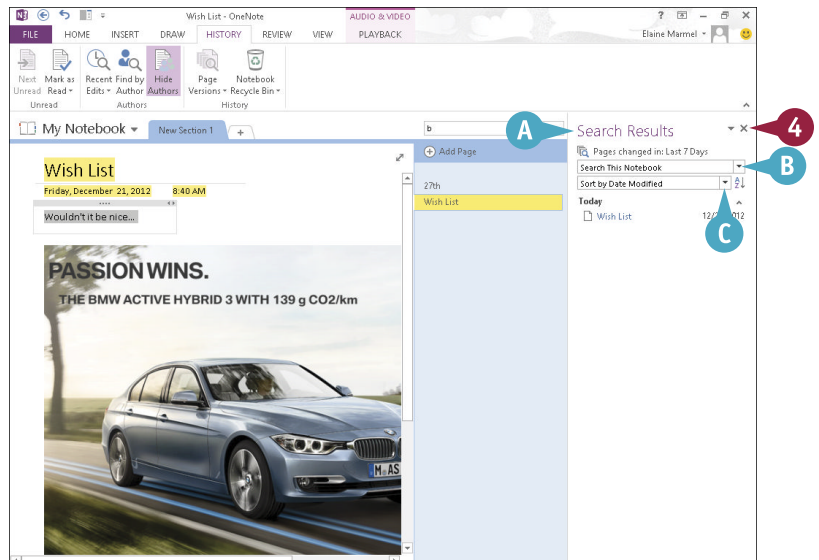 Wish List - OneNote
AUDIO & VIDEO
FILE HOME INSERT DRAW HISTORY REVIEW VIEW PLAYBACK
Elaine Marmel
Next Unread
Mark as Read
Recent Edits
Find by Author
Hide Authors
Page Versions
Notebook Recycle Bin
Unread Authors History
My Notebook
New Section 1
b
A
Search Results
4
Add Page
Pages changed in: Last 7 Days
Search This Notebook
B
Sort by Date Modified
C
Today
Wish List
27th
Wish List
Wish List
Friday, December 21, 2012 8:40 AM
Wouldn't it be nice...
PASSION WINS.
THE BMW ACTIVE HYBRID 3 WITH 139 g CO2/km